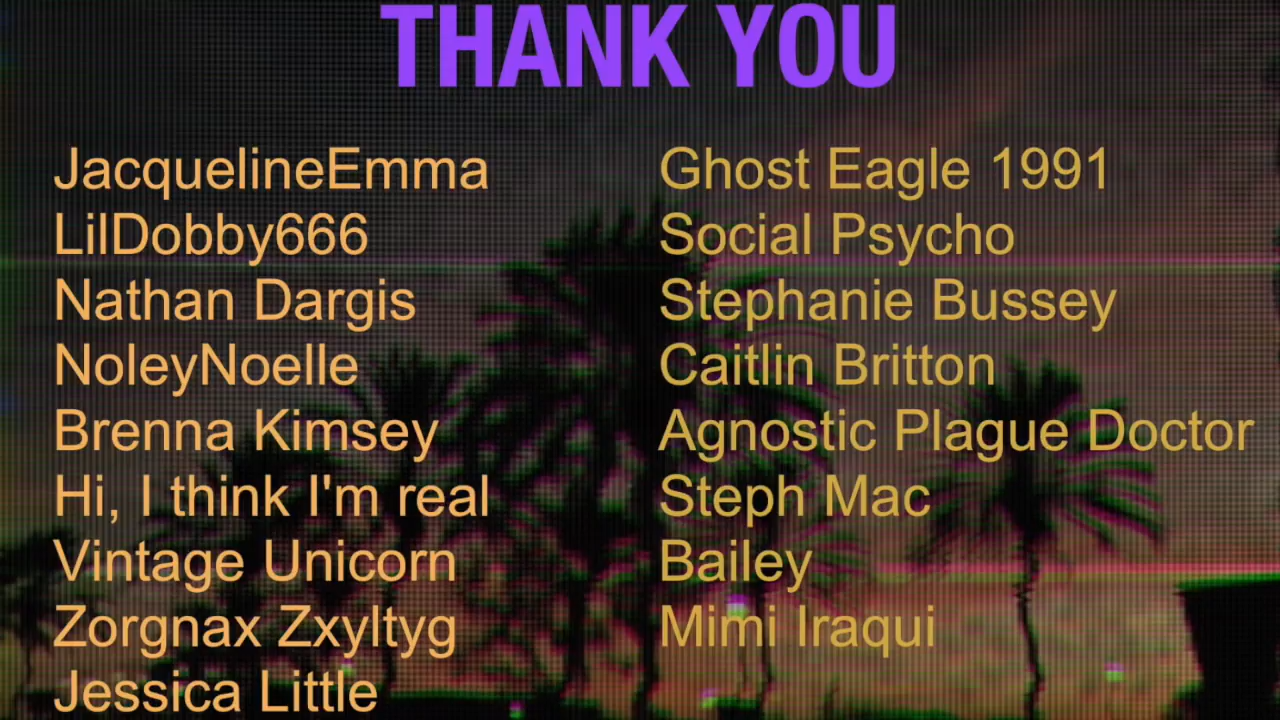 THANK YOU
JacquelineEmma
LilDobby666
Nathan Dargis
NoleyNoelle
Brenna Kimsey
Hi, I think I'm real
Vintage Unicorn
Zorgnax Zxyltyg
Jessica Little
Ghost Eagle 1991
Social Psycho
Stephanie Bussey
Caitlin Britton
Agnostic Plague Doctor
Steph Mac
Bailey
Mimi Iraqui